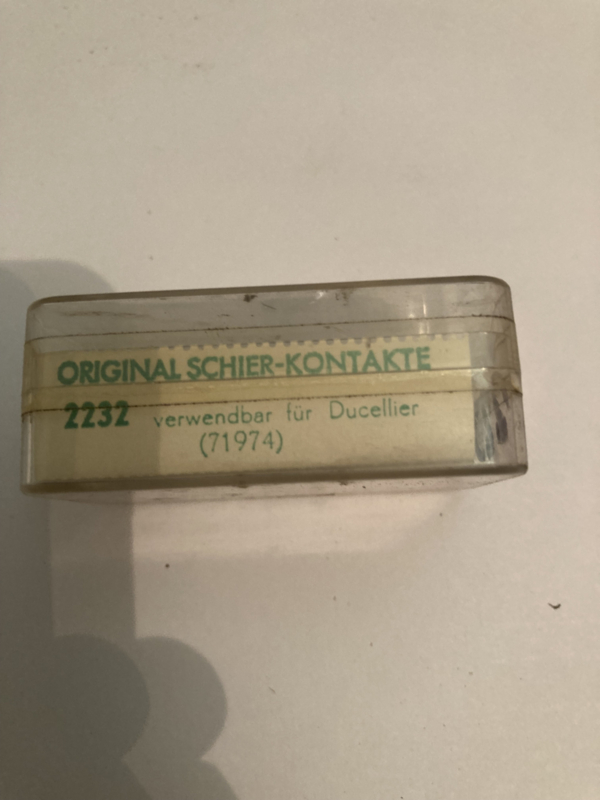 ORIGINAL SCHIER-KONTAKTE
2232 verwendbar für Ducellier
(71974)